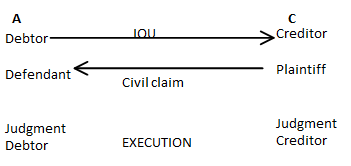 A C
Debtor IOU Creditor
Defendant Civil claim Plaintiff
Judgment Debtor EXECUTION Judgment Creditor